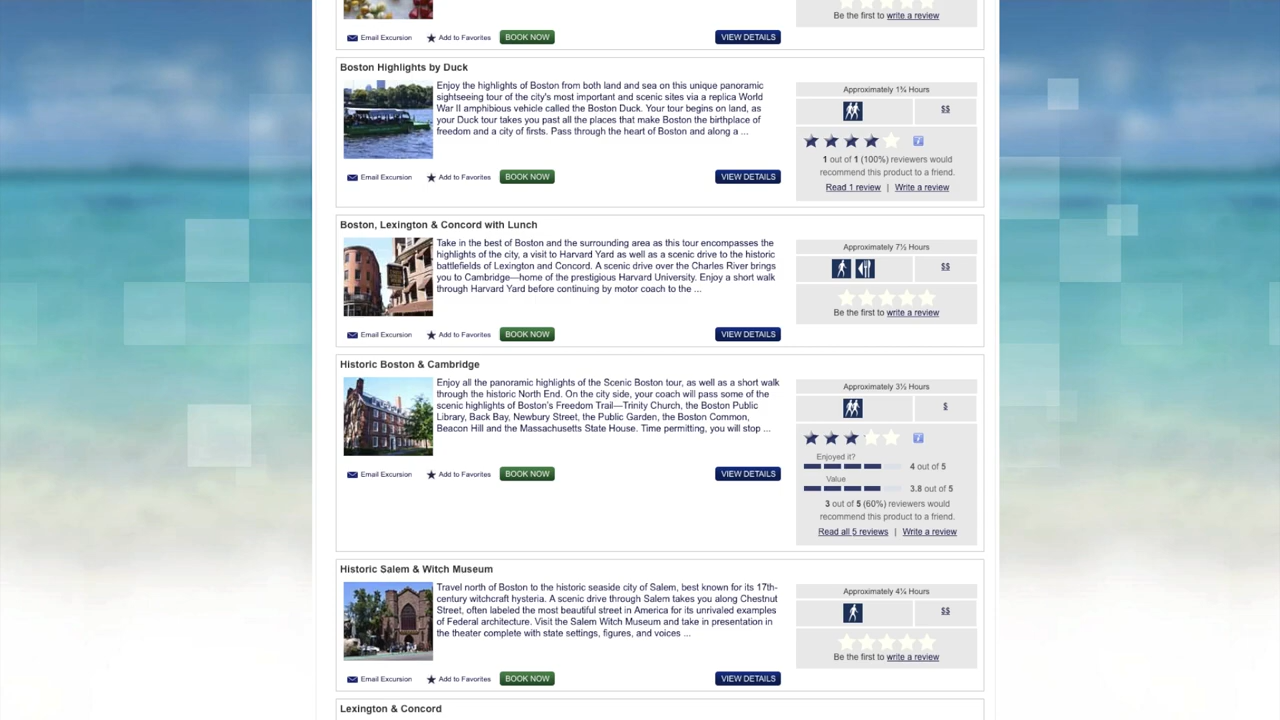 Be the first to write a review
Email Excursion Add to Favorites BOOK NOW VIEW DETAILS
Boston Highlights by Duck
Enjoy the highlights of Boston from both land and sea on this unique panoramic
sightseeing tour of the city's most important and scenic sites via a replica World
War II amphibious vehicle called the Boston Duck. Your tour begins on land, as
your Duck tour takes you past all the places that make Boston the birthplace of
freedom and a city of firsts. Pass through the heart of Boston and along a ...
Approximately 1¾ Hours
$$
1 out of 1 (100%) reviewers would
recommend this product to a friend.
Read 1 review | Write a review
Email Excursion Add to Favorites BOOK NOW VIEW DETAILS
Boston, Lexington & Concord with Lunch
Take in the best of Boston and the surrounding area as this tour encompasses the
highlights of the city, a visit to Harvard Yard as well as a scenic drive to the historic
battlefields of Lexington and Concord. A scenic drive over the Charles River brings
you to Cambridge—home of the prestigious Harvard University. Enjoy a short walk
through Harvard Yard before continuing by motor coach to the ...
Approximately 7½ Hours
$$
Be the first to write a review
Email Excursion Add to Favorites BOOK NOW VIEW DETAILS
Historic Boston & Cambridge
Enjoy all the panoramic highlights of the Scenic Boston tour, as well as a short walk
through the historic North End. On the city side, your coach will pass some of the
scenic highlights of Boston's Freedom Trail—Trinity Church, the Boston Public
Library, Back Bay, Newbury Street, the Public Garden, the Boston Common,
Beacon Hill and the Massachusetts State House. Time permitting, you will stop ...
Approximately 3½ Hours
$
Enjoyed it?
4 out of 5
Value
3.8 out of 5
3 out of 5 (60%) reviewers would
recommend this product to a friend.
Read all 5 reviews | Write a review
Email Excursion Add to Favorites BOOK NOW VIEW DETAILS
Historic Salem & Witch Museum
Travel north of Boston to the historic seaside city of Salem, best known for its 17th-
century witchcraft hysteria. A scenic drive through Salem takes you along Chestnut
Street, often labeled the most beautiful street in America for its unrivaled examples
of Federal architecture. Visit the Salem Witch Museum and take in presentation in
the theater complete with state settings, figures, and voices ...
Approximately 4¼ Hours
$$
Be the first to write a review
Email Excursion Add to Favorites BOOK NOW VIEW DETAILS
Lexington & Concord